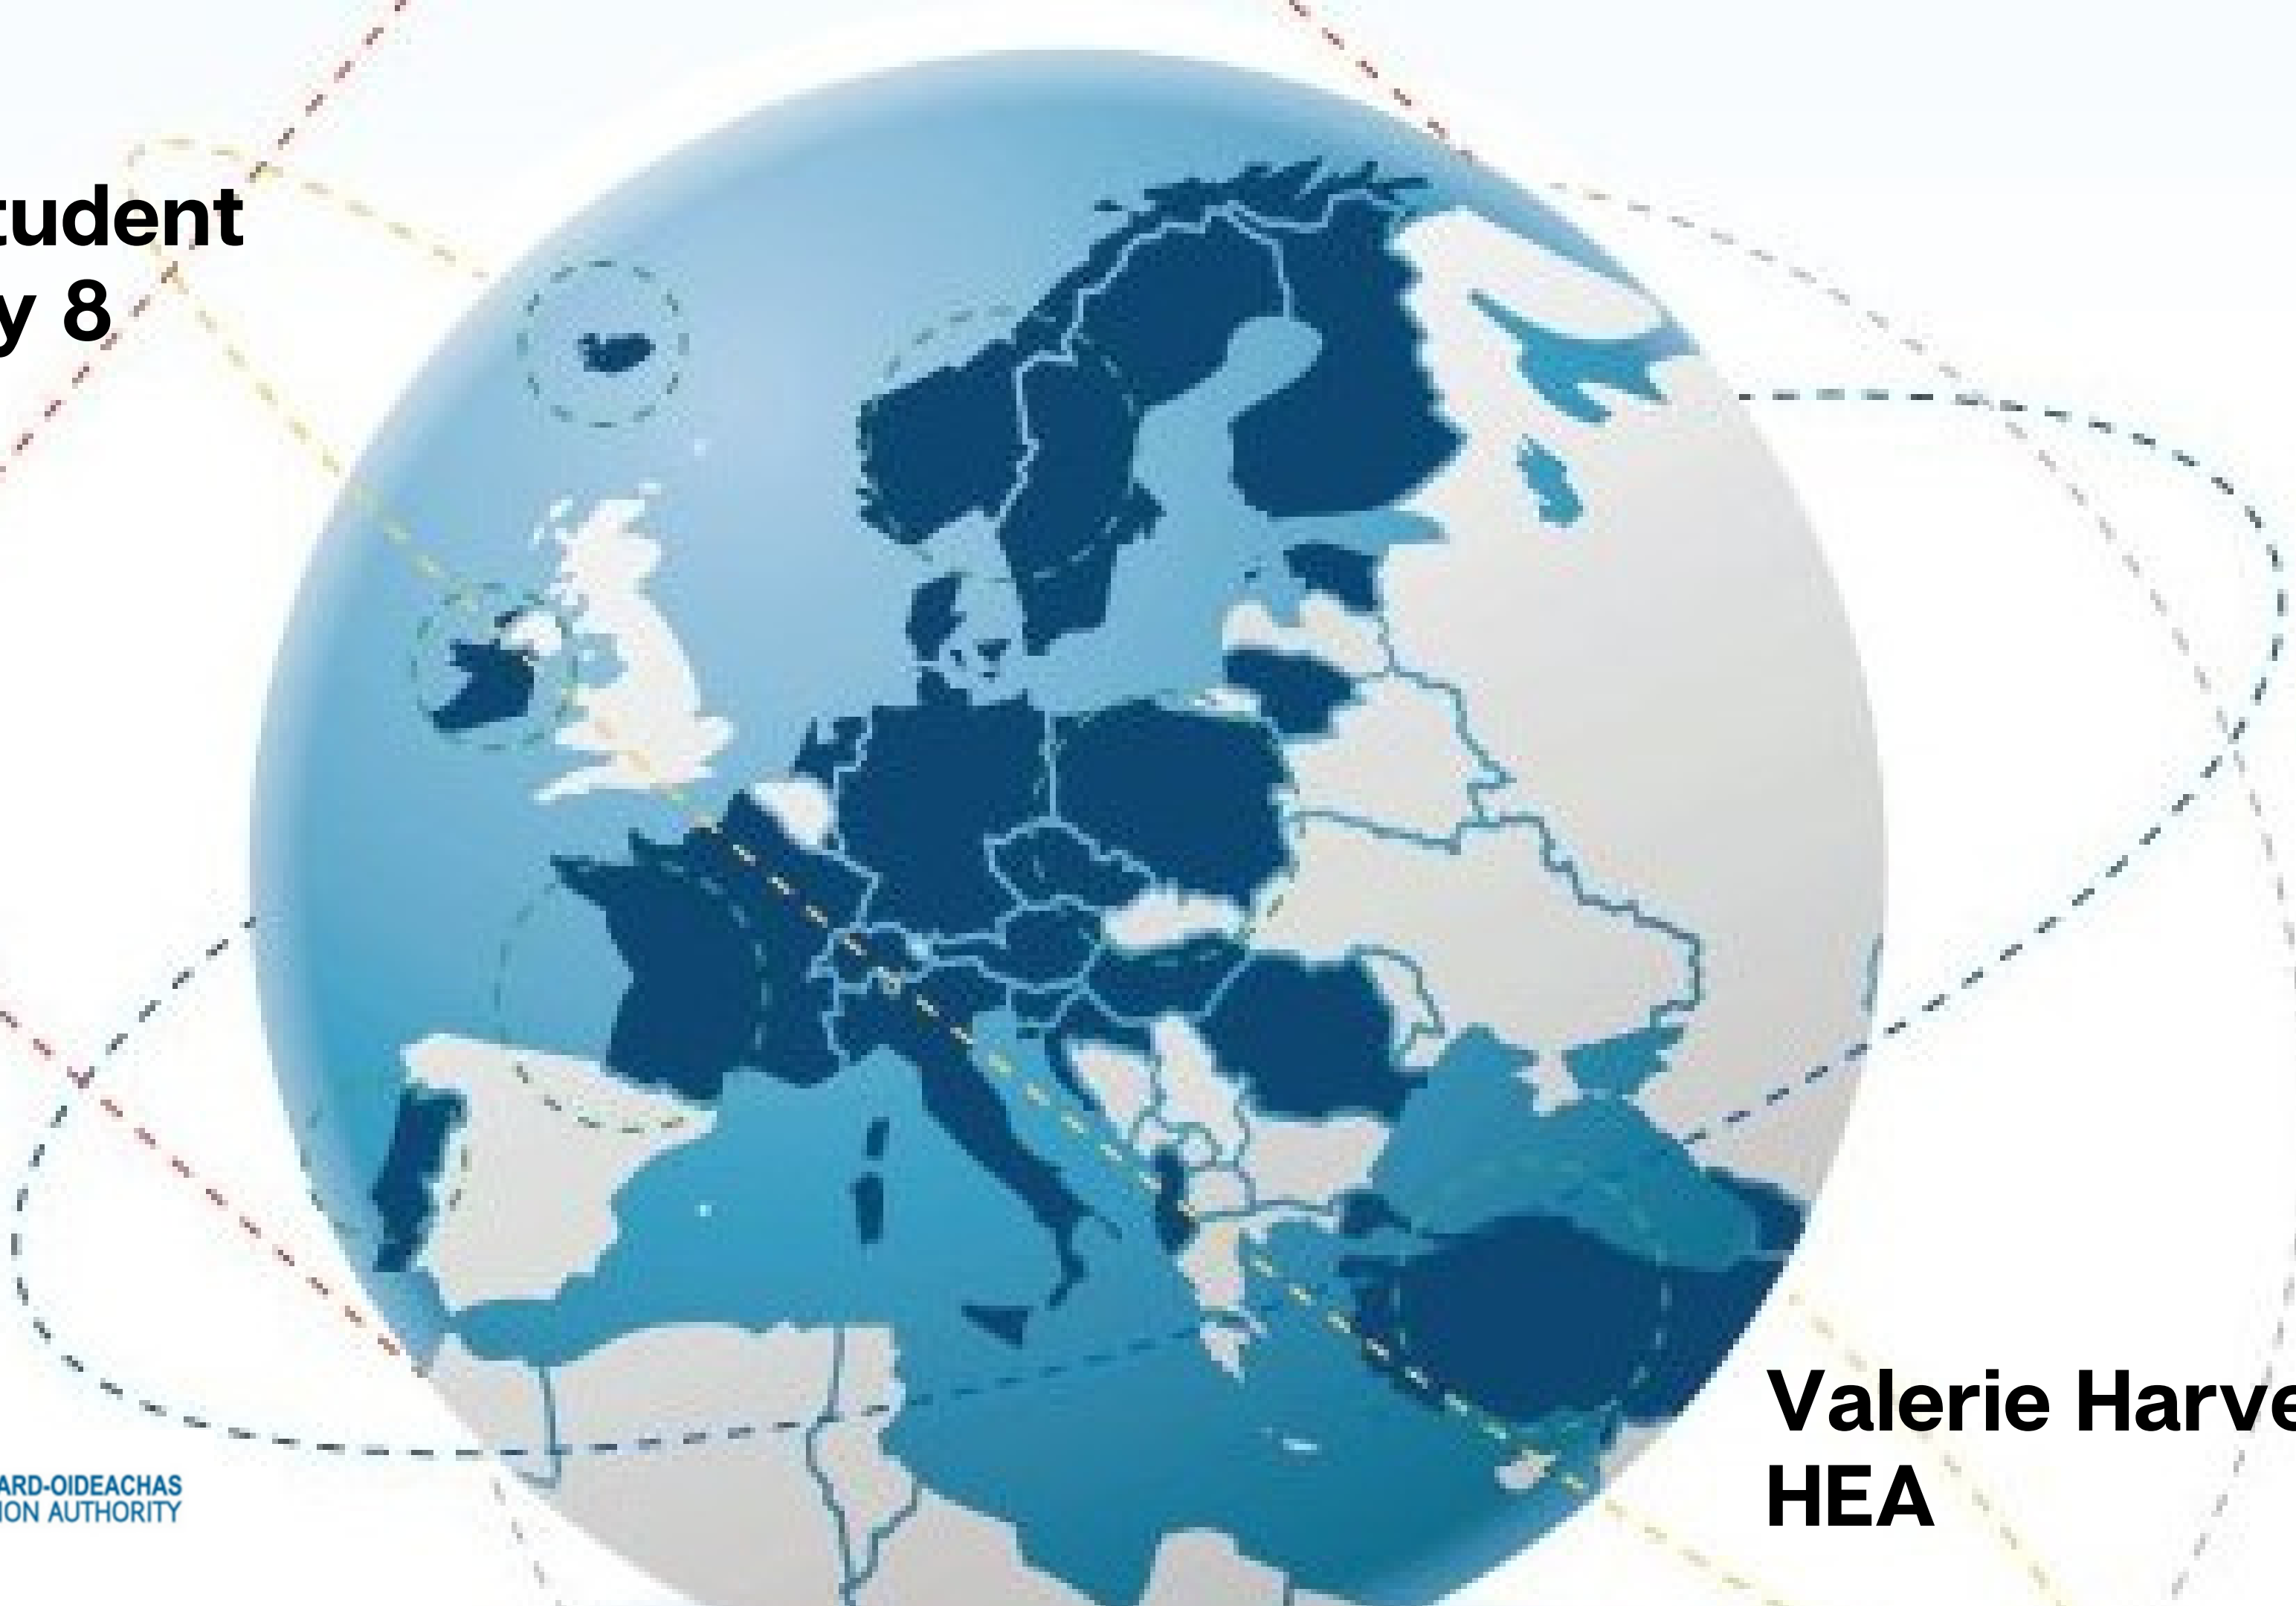 tudent
y 8
Valerie Harve
HEA
ARD-OIDEACHAS
ION AUTHORITY